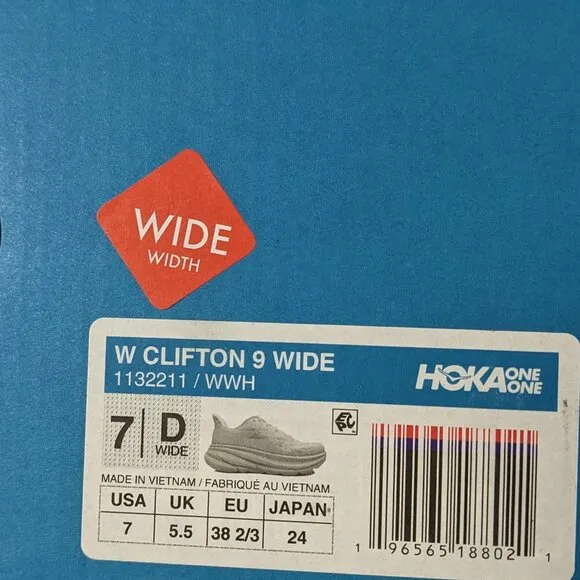 WIDE
WIDTH
W CLIFTON 9 WIDE
1132211 / WWH
HOKA ONE ONE
7 D
WIDE
MADE IN VIETNAM / FABRIQUÉ AU VIETNAM
USA UK EU JAPAN
7 5.5 38 2/3 24
1 96565 18802 1